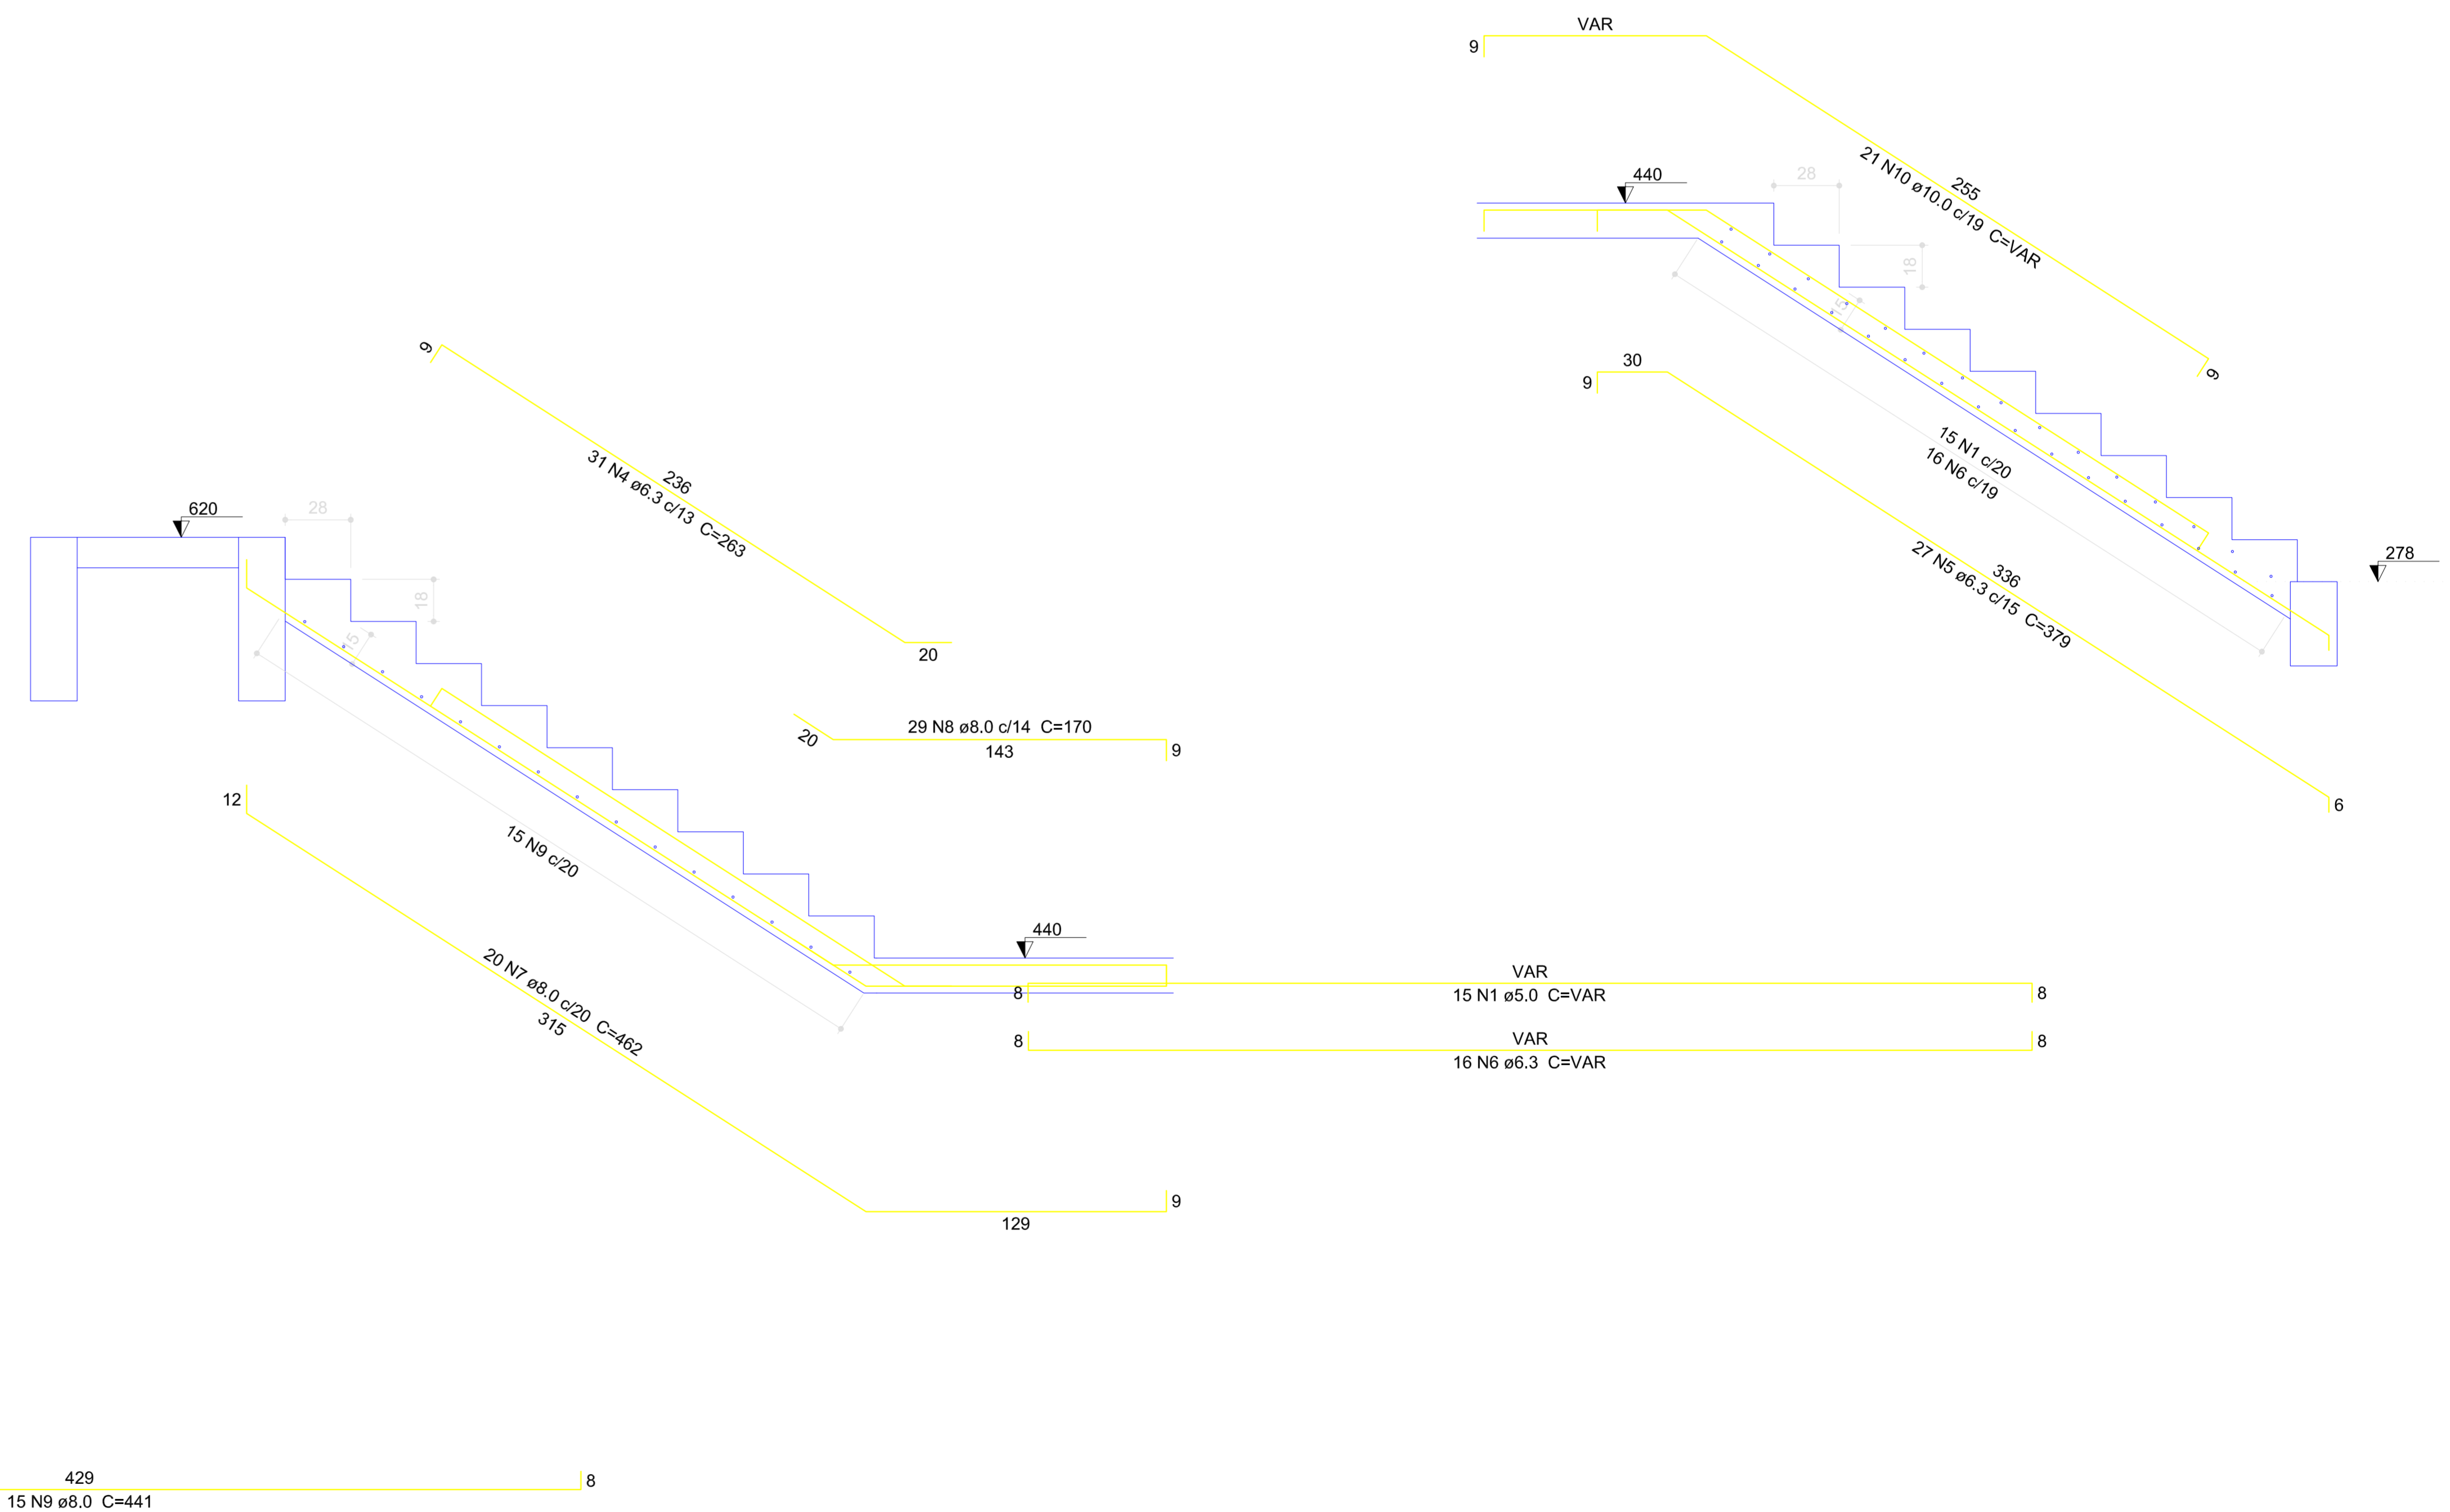 VAR
9
255
21 N10 ø10.0 c/19 C=VAR
9
440
28
18
15
15 N1 c/20
16 N6 c/19
278
30
9
336
27 N5 ø6.3 c/15 C=379
6
9
236
31 N4 ø6.3 c/13 C=263
20
620
28
18
15
15 N9 c/20
440
20
29 N8 ø8.0 c/14 C=170
143
9
12
20 N7 ø8.0 c/20 C=462
315
129
9
VAR
8
15 N1 ø5.0 C=VAR
8
VAR
8
16 N6 ø6.3 C=VAR
8
429
8
15 N9 ø8.0 C=441